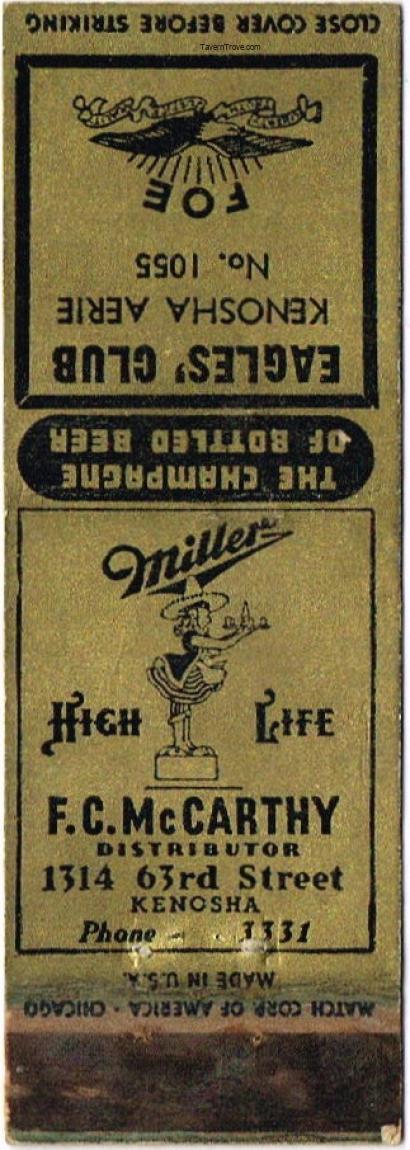 CLOSE COVER BEFORE STRIKING
TavernTrove.com
F O E
No. 1055
KENOSHA AERIE
EAGLES' CLUB
THE CHAMPAGNE
OF BOTTLED BEER
Miller
HIGH LIFE
F.C. McCARTHY
DISTRIBUTOR
1314 63rd Street
KENOSHA
Phone - - 3331
MADE IN U.S.A.
MATCH CORP. OF AMERICA - CHICAGO